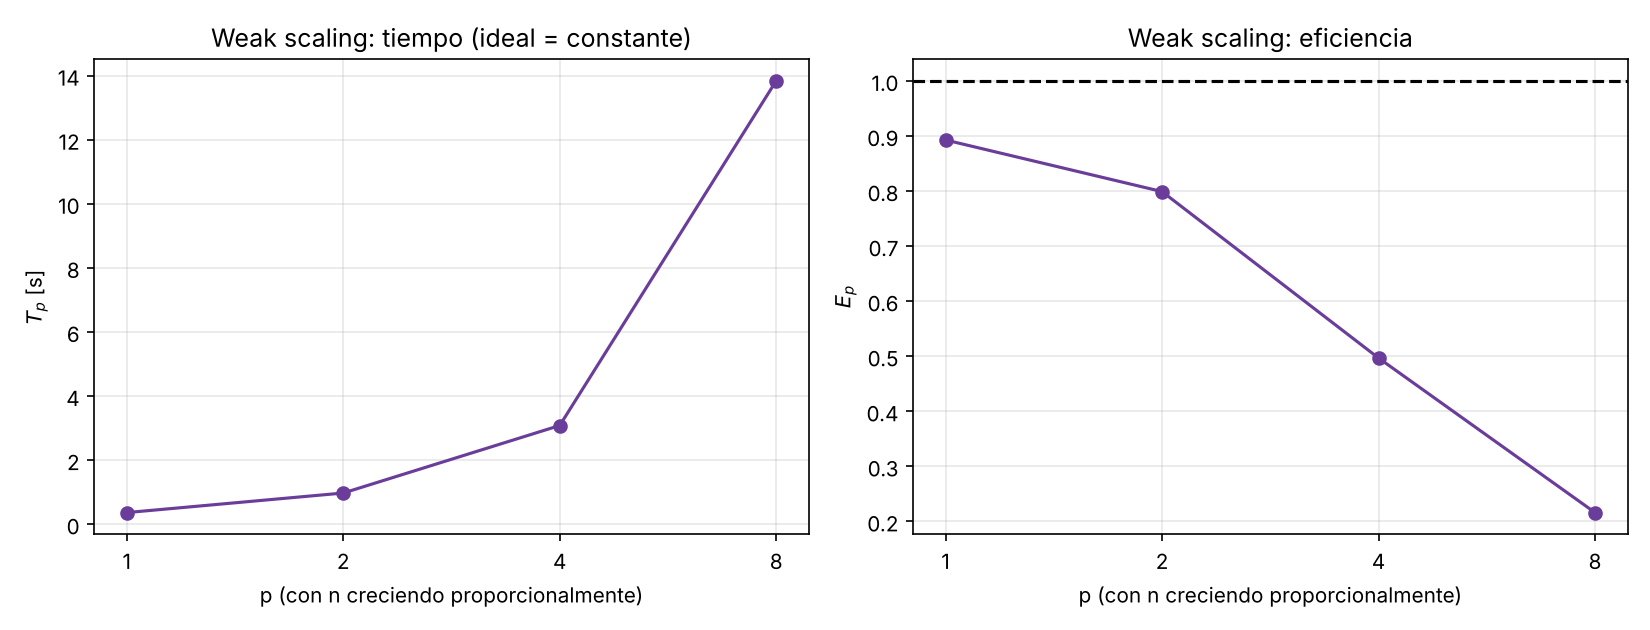 Weak scaling: tiempo (ideal = constante)
14
12
10
8
6
4
2
0
T_p [s]
1 2 4 8
p (con n creciendo proporcionalmente)
Weak scaling: eficiencia
1.0
0.9
0.8
0.7
0.6
0.5
0.4
0.3
0.2
E_p
1 2 4 8
p (con n creciendo proporcionalmente)